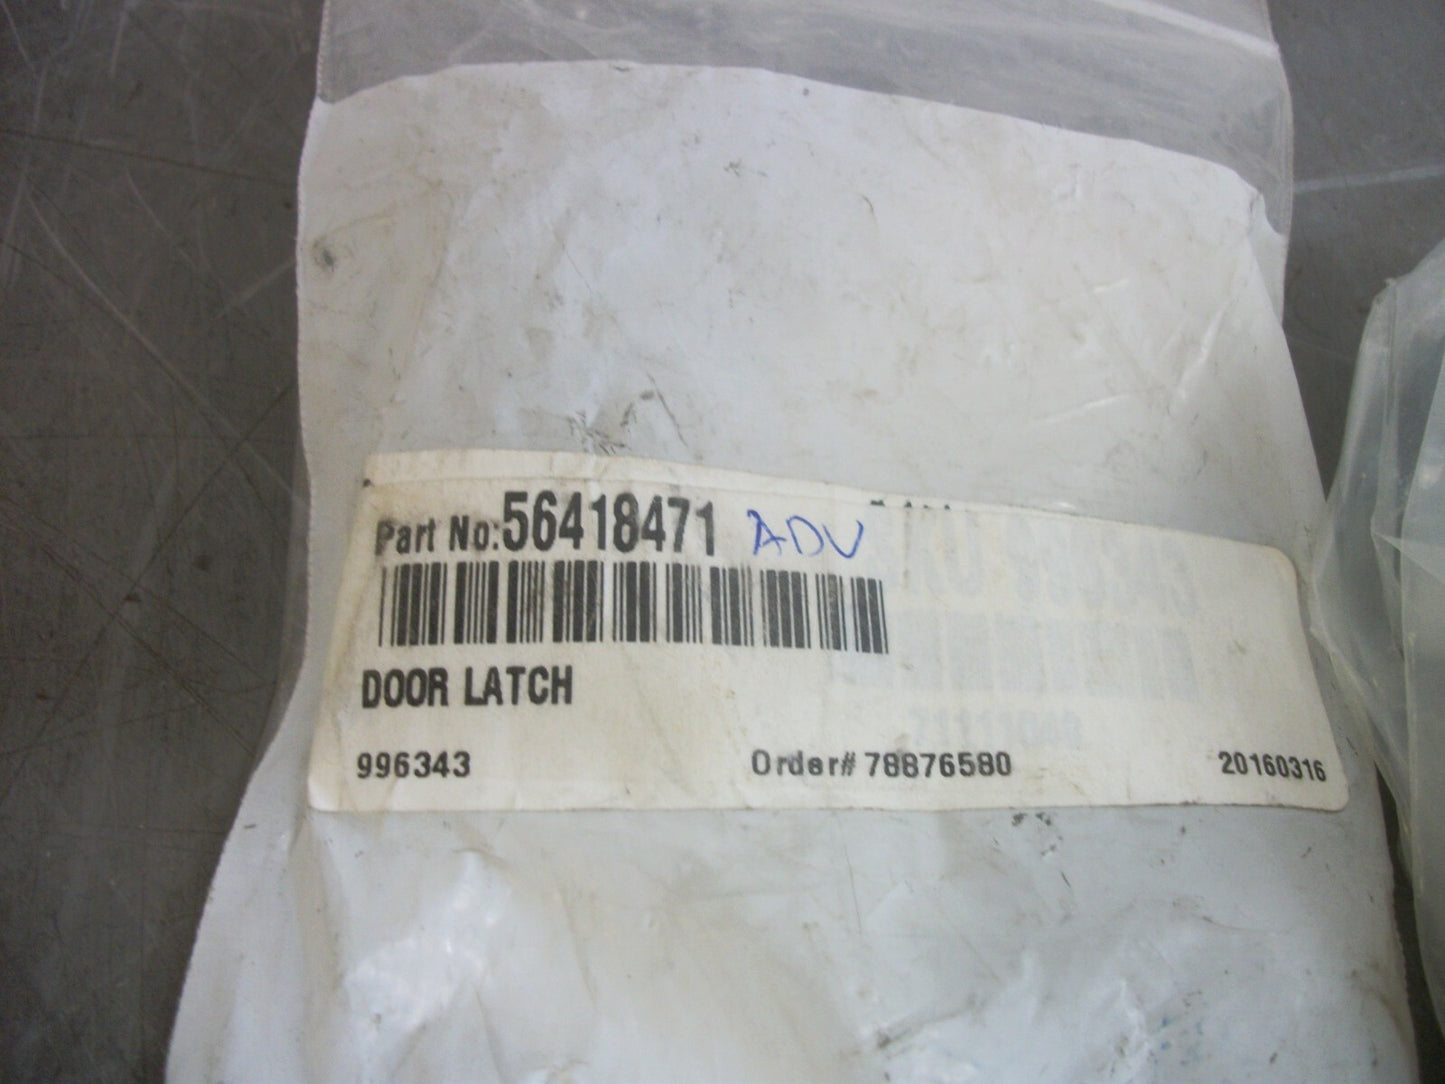 Part No:56418471 ADV
DOOR LATCH
996343 Order# 78876580 20160316